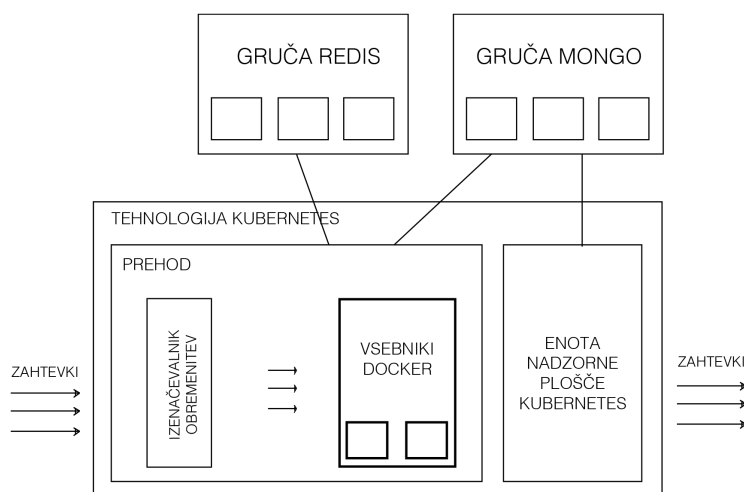 GRUČA REDIS
GRUČA MONGO
TEHNOLOGIJA KUBERNETES
PREHOD
IZENAČEVALNIK
OBREMENITEV
VSEBNIKI
DOCKER
ENOTA
NADZORNE
PLOŠČE
KUBERNETES
ZAHTEVKI
ZAHTEVKI